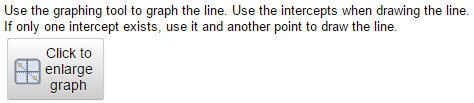 Use the graphing tool to graph the line. Use the intercepts when drawing the line.
If only one intercept exists, use it and another point to draw the line.
Click to
enlarge
graph